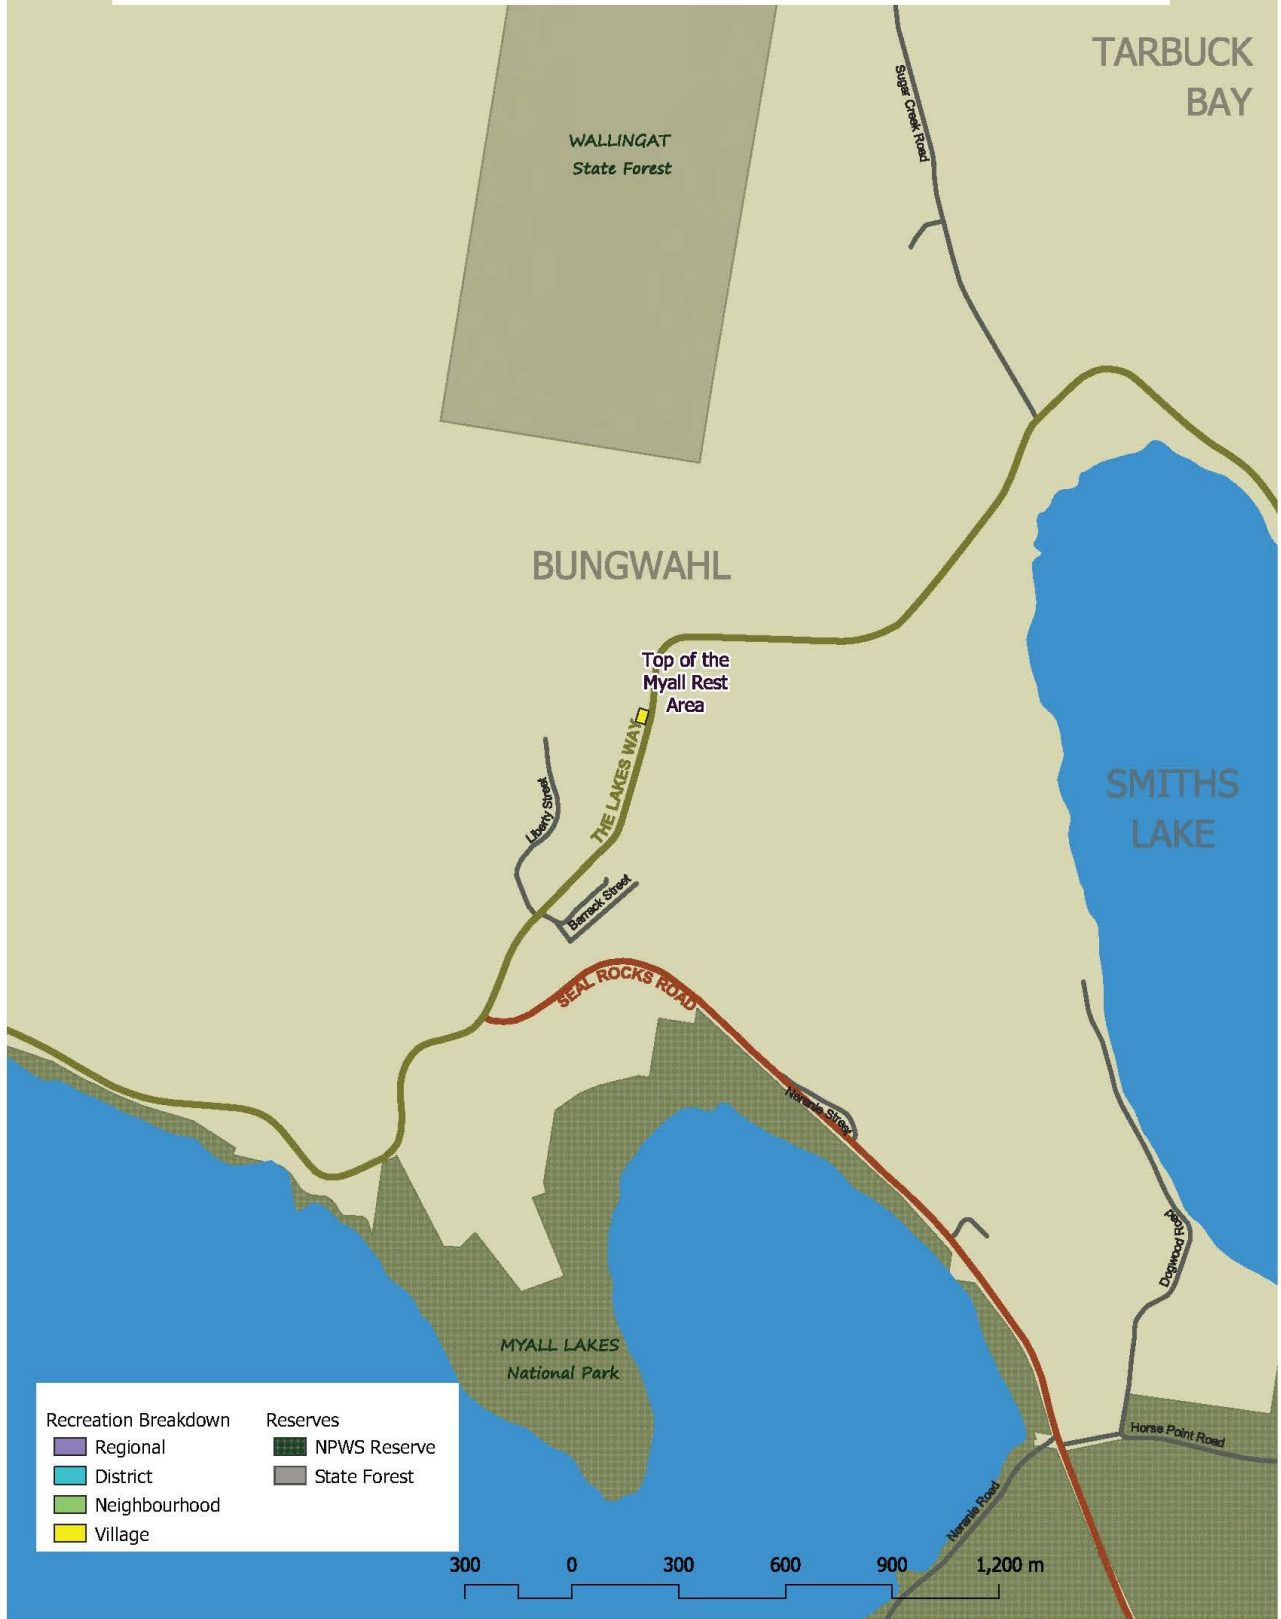 TARBUCK
BAY
Sugar Creek Road
WALLINGAT
State Forest
BUNGWAHL
Top of the
Myall Rest
Area
THE LAKES WAY
Liberty Street
Barrack Street
SMITHS
LAKE
SEAL ROCKS ROAD
Neranie Street
Dogwood Road
MYALL LAKES
National Park
Horse Point Road
Neranie Road
Recreation Breakdown
Regional
District
Neighbourhood
Village
Reserves
NPWS Reserve
State Forest
300 0 300 600 900 1,200 m